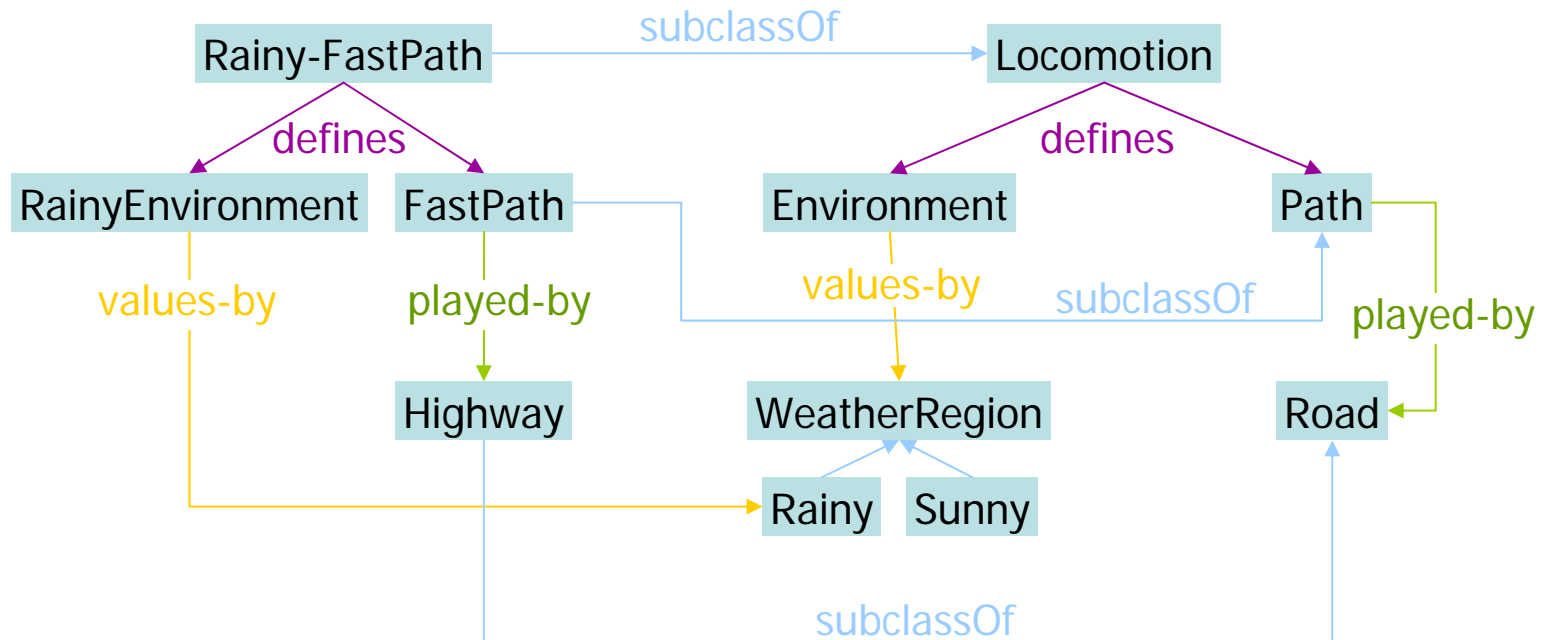 subclassOf
Rainy-FastPath
Locomotion
defines
defines
RainyEnvironment
FastPath
Environment
Path
values-by
played-by
values-by
subclassOf
played-by
Highway
WeatherRegion
Road
Rainy
Sunny
subclassOf